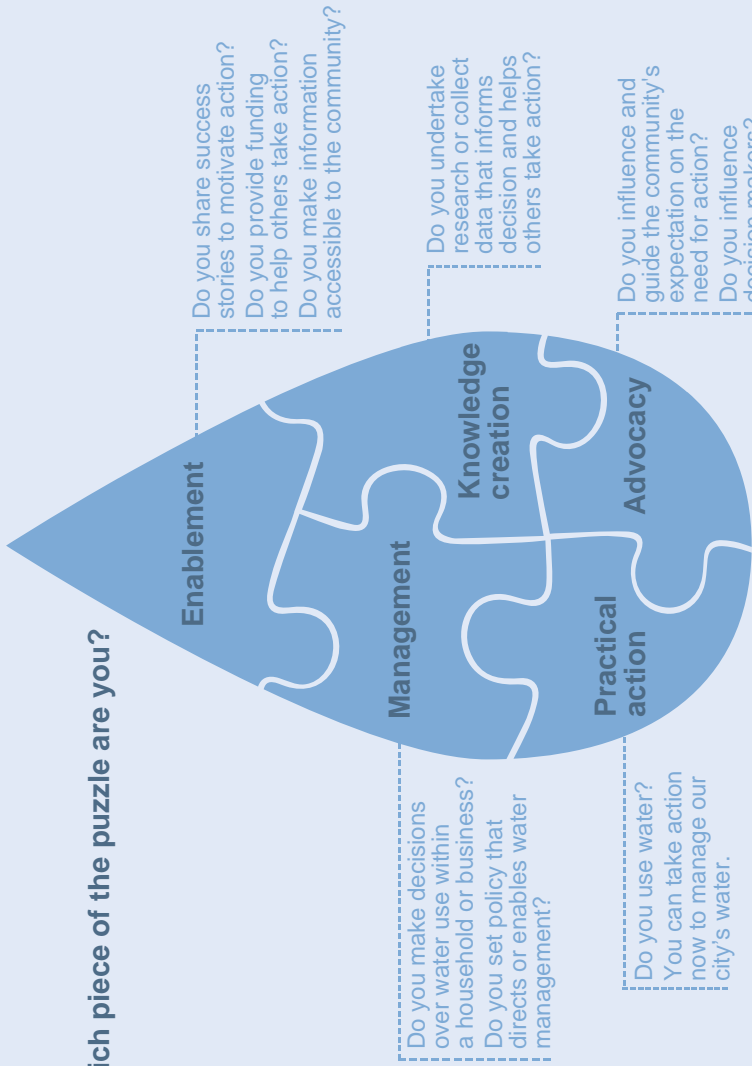 ich piece of the puzzle are you?
Enablement
Do you share success
stories to motivate action?
Do you provide funding
to help others take action?
Do you make information
accessible to the community?
Management
Do you make decisions
over water use within
a household or business?
Do you set policy that
directs or enables water
management?
Knowledge
creation
Do you undertake
research or collect
data that informs
decision and helps
others take action?
Practical
action
Do you use water?
You can take action
now to manage our
city’s water.
Advocacy
Do you influence and
guide the community's
expectation on the
need for action?
Do you influence
decision-makers?